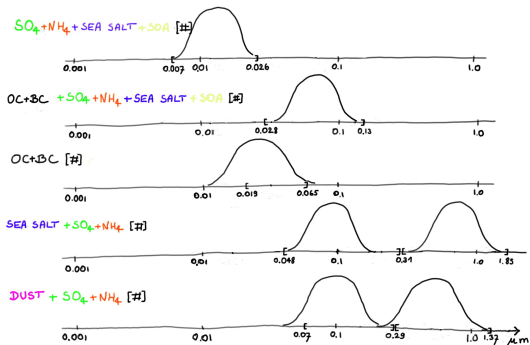 SO4 +NH4 +SEA SALT +SOA [#]
0.001 0.007 0.01 0.026 0.1 1.0
OC+BC +SO4 +NH4 +SEA SALT +SOA [#]
0.001 0.01 0.028 0.1 0.13 1.0
OC+BC [#]
0.001 0.01 0.019 0.065 0.1 1.0
SEA SALT +SO4 +NH4 [#]
0.001 0.01 0.048 0.1 0.31 1.0 1.85
DUST + SO4 +NH4 [#]
0.001 0.01 0.07 0.1 0.29 1.0 1.37 μm